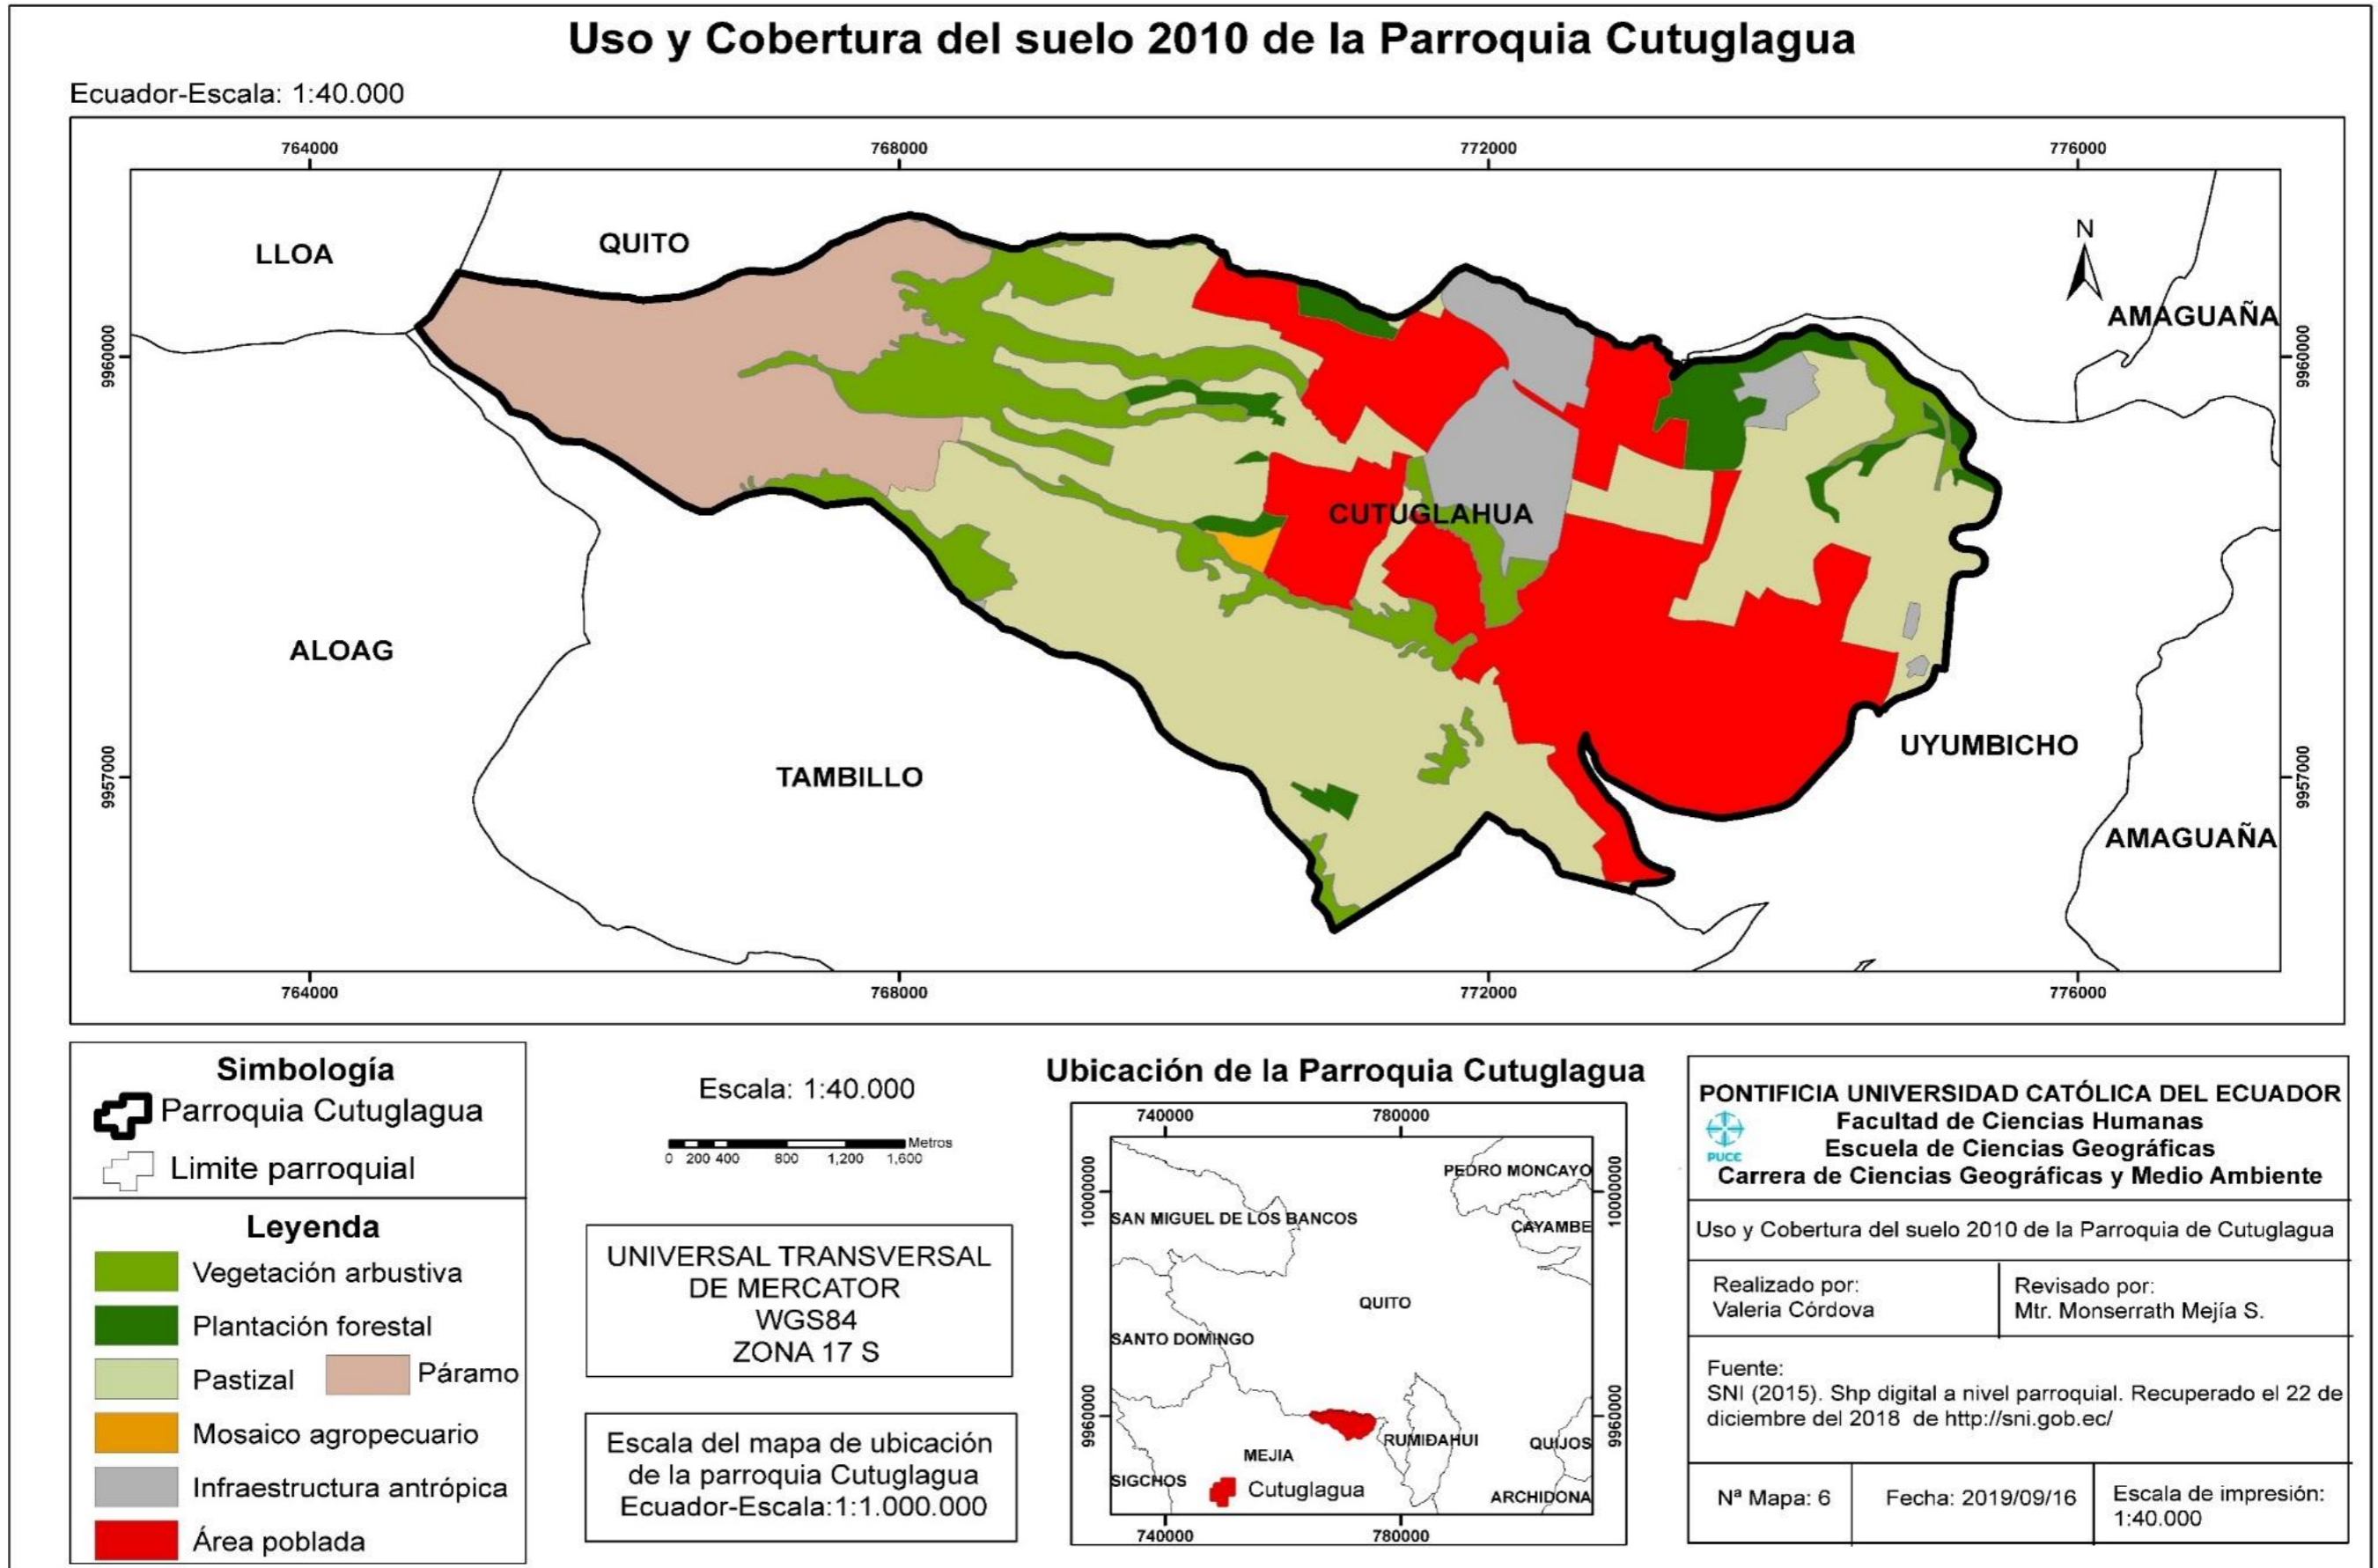 Uso y Cobertura del suelo 2010 de la Parroquia Cutuglagua
Ecuador-Escala: 1:40.000
764000
768000
772000
776000
LLOA
QUITO
N
AMAGUAÑA
9960000
9960000
CUTUGLAHUA
ALOAG
TAMBILLO
UYUMBICHO
9957000
9957000
AMAGUAÑA
764000
768000
772000
776000
Simbología
Parroquia Cutuglagua
Limite parroquial
Leyenda
Vegetación arbustiva
Plantación forestal
Pastizal
Páramo
Mosaico agropecuario
Infraestructura antrópica
Área poblada
Escala: 1:40.000
Metros
0 200 400 800 1,200 1,600
UNIVERSAL TRANSVERSAL
DE MERCATOR
WGS84
ZONA 17 S
Escala del mapa de ubicación
de la parroquia Cutuglagua
Ecuador-Escala:1:1.000.000
Ubicación de la Parroquia Cutuglagua
740000
780000
10000000
10000000
PEDRO MONCAYO
SAN MIGUEL DE LOS BANCOS
CAYAMBE
QUITO
SANTO DOMINGO
9960000
9960000
RUMIÐAHUI
QUIJOS
MEJIA
SIGCHOS
Cutuglagua
ARCHIDONA
740000
780000
PONTIFICIA UNIVERSIDAD CATÓLICA DEL ECUADOR
Facultad de Ciencias Humanas
Escuela de Ciencias Geográficas
Carrera de Ciencias Geográficas y Medio Ambiente
PUCE
Uso y Cobertura del suelo 2010 de la Parroquia de Cutuglagua
Realizado por:
Valeria Córdova
Revisado por:
Mtr. Monserrath Mejía S.
Fuente:
SNI (2015). Shp digital a nivel parroquial. Recuperado el 22 de
diciembre del 2018 de http://sni.gob.ec/
Nª Mapa: 6
Fecha: 2019/09/16
Escala de impresión:
1:40.000